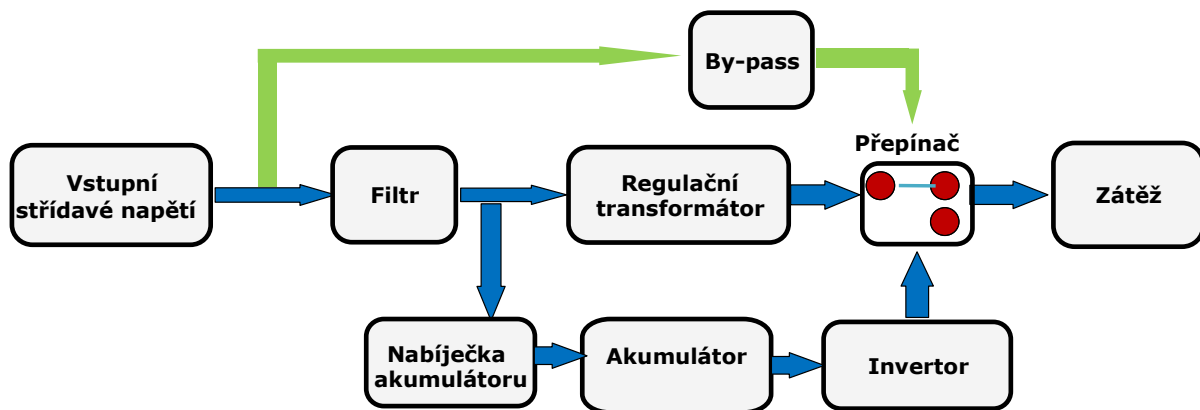 By-pass
Přepínač
Vstupní
střídavé napětí
Filtr
Regulační
transformátor
Zátěž
Nabíječka
akumulátoru
Akumulátor
Invertor